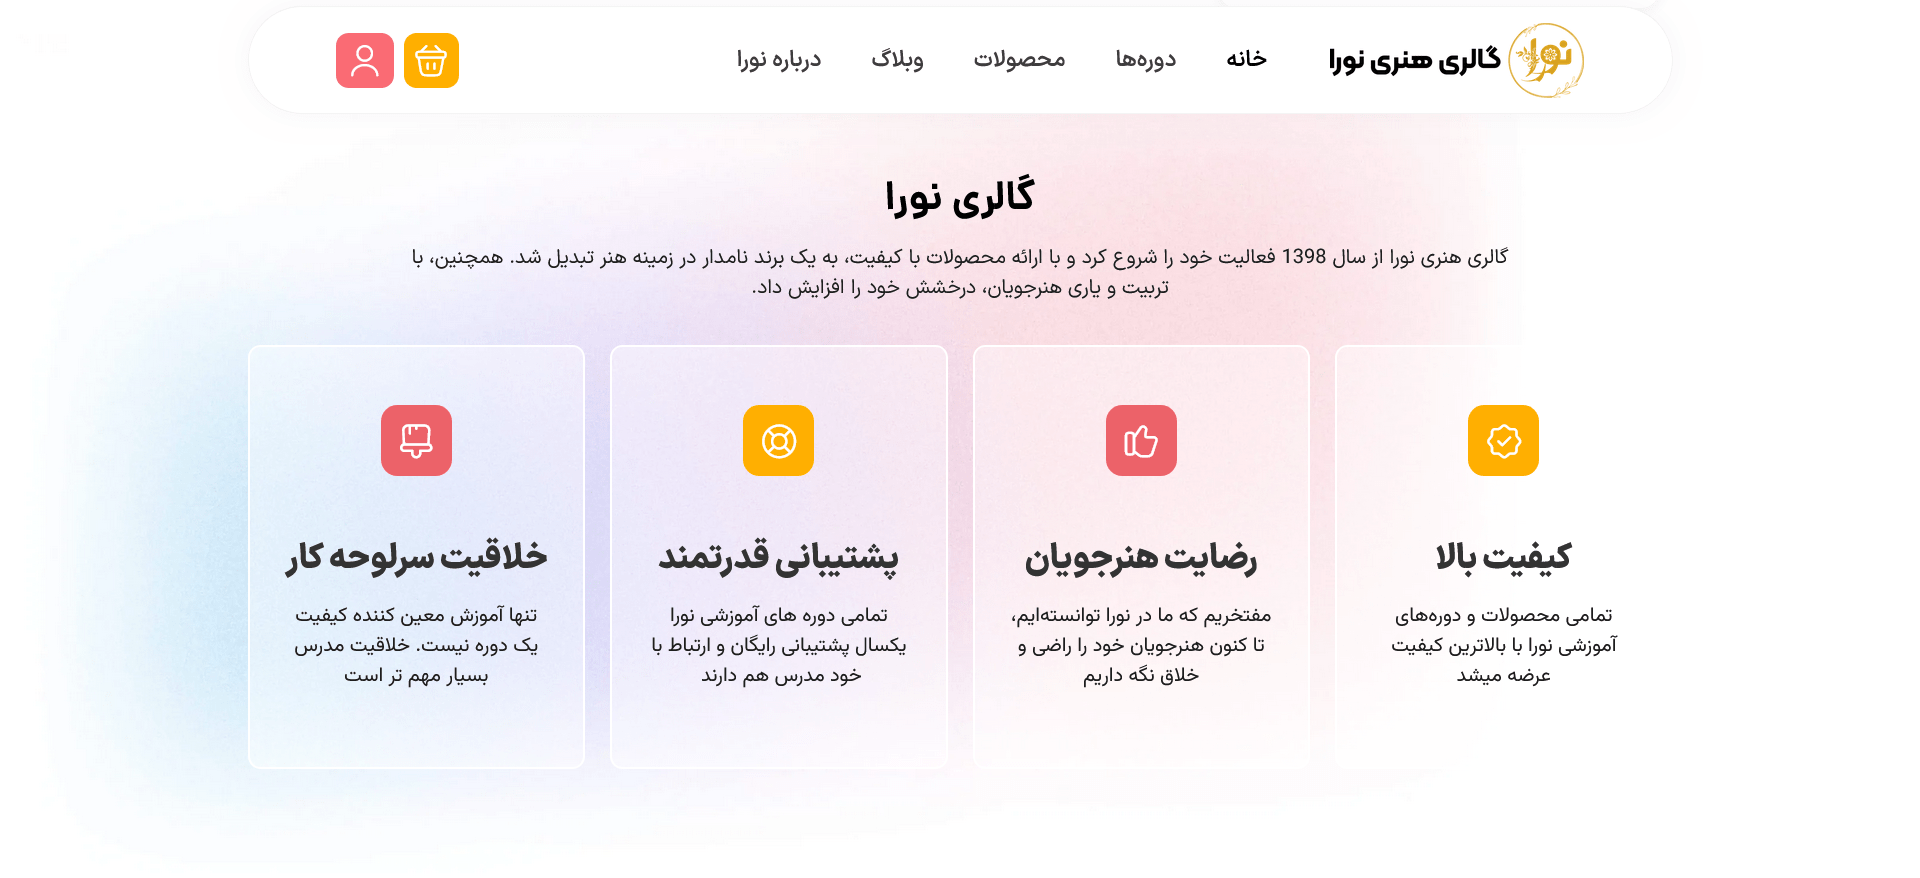 نورا
گالری هنری نورا
خانه
دوره‌ها
محصولات
وبلاگ
درباره نورا
گالری نورا
گالری هنری نورا از سال 1398 فعالیت خود را شروع کرد و با ارائه محصولات با کیفیت، به یک برند نامدار در زمینه هنر تبدیل شد. همچنین، با
تربیت و یاری هنرجویان، درخشش خود را افزایش داد.
کیفیت بالا
تمامی محصولات و دوره‌های
آموزشی نورا با بالاترین کیفیت
عرضه میشد
رضایت هنرجویان
مفتخریم که ما در نورا توانسته‌ایم،
تا کنون هنرجویان خود را راضی و
خلاق نگه داریم
پشتیبانی قدرتمند
تمامی دوره های آموزشی نورا
یکسال پشتیبانی رایگان و ارتباط با
خود مدرس هم دارند
خلاقیت سرلوحه کار
تنها آموزش معین کننده کیفیت
یک دوره نیست. خلاقیت مدرس
بسیار مهم تر است